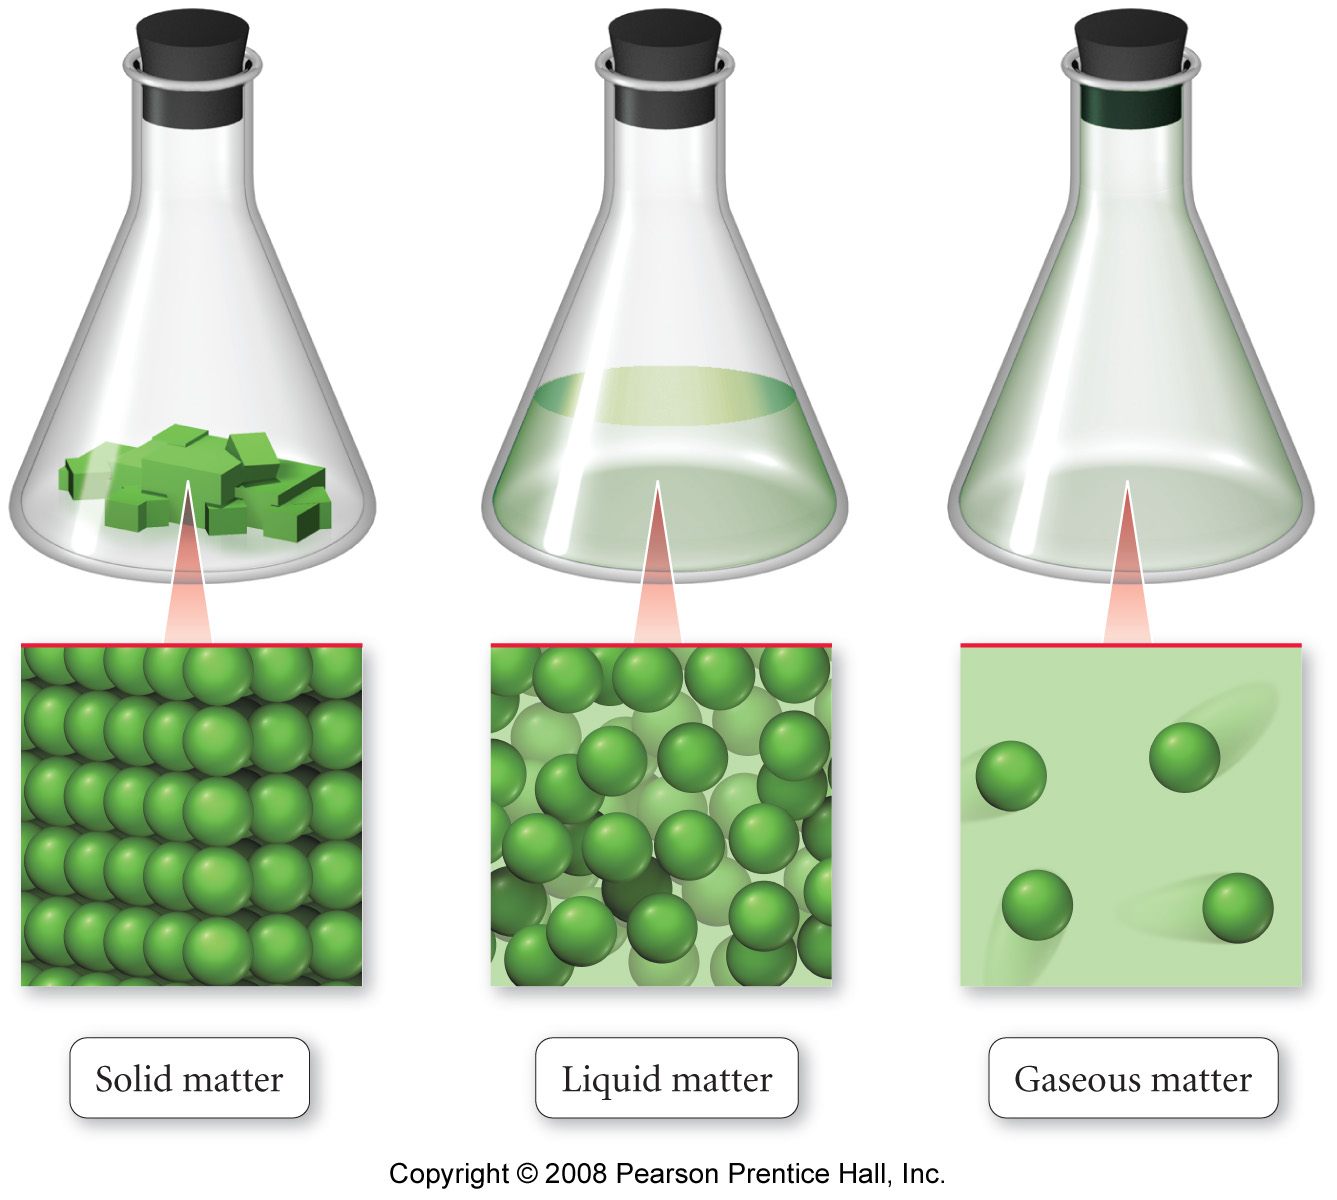 Solid matter
Liquid matter
Gaseous matter
Copyright © 2008 Pearson Prentice Hall, Inc.